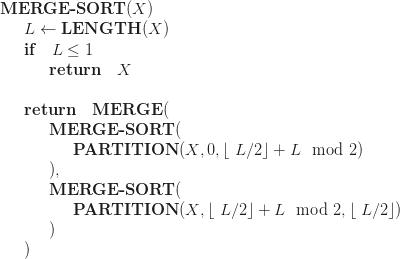 MERGE-SORT(X)
L ← LENGTH(X)
if L ≤ 1
return X
return MERGE(
MERGE-SORT(
PARTITION(X, 0, ⌊ L/2⌋ + L mod 2)
),
MERGE-SORT(
PARTITION(X, ⌊ L/2⌋ + L mod 2, ⌊ L/2⌋)
)
)